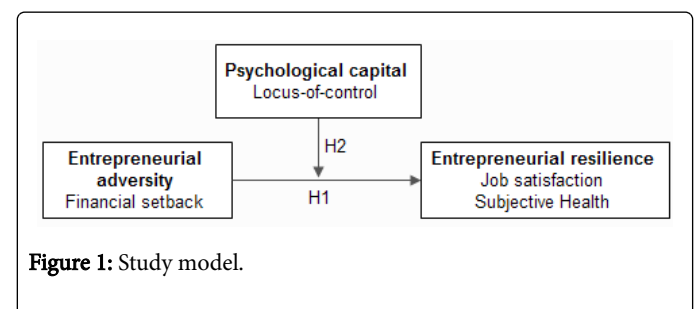 Psychological capital
Locus-of-control
H2
Entrepreneurial
adversity
Financial setback
H1
Entrepreneurial resilience
Job satisfaction
Subjective Health
Figure 1: Study model.